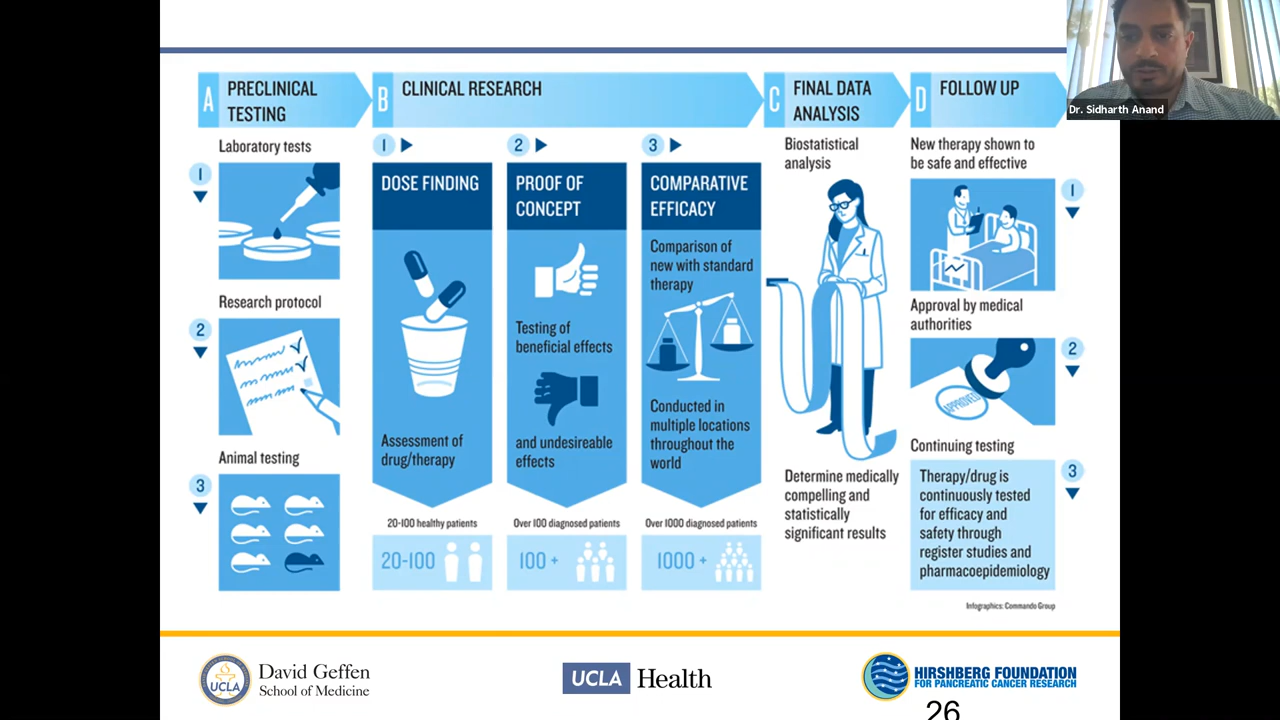 Dr. Sidharth Anand
A
PRECLINICAL
TESTING
Laboratory tests
1
Research protocol
2
Animal testing
3
B
CLINICAL RESEARCH
1
DOSE FINDING
Assessment of
drug/therapy
20-100 healthy patients
20-100
2
PROOF OF
CONCEPT
Testing of
beneficial effects
and undesireable
effects
Over 100 diagnosed patients
100 +
3
COMPARATIVE
EFFICACY
Comparison of
new with standard
therapy
Conducted in
multiple locations
throughout the
world
Over 1000 diagnosed patients
1000 +
C
FINAL DATA
ANALYSIS
Biostatistical
analysis
Determine medically
compelling and
statistically
significant results
D
FOLLOW UP
New therapy shown to
be safe and effective
1
Approval by medical
authorities
2
APPROVED
Continuing testing
3
Therapy/drug is
continuously tested
for efficacy and
safety through
register studies and
pharmacoepidemiology
Infographics: Commando Group
UCLA
David Geffen
School of Medicine
UCLA Health
HIRSHBERG FOUNDATION
FOR PANCREATIC CANCER RESEARCH
26